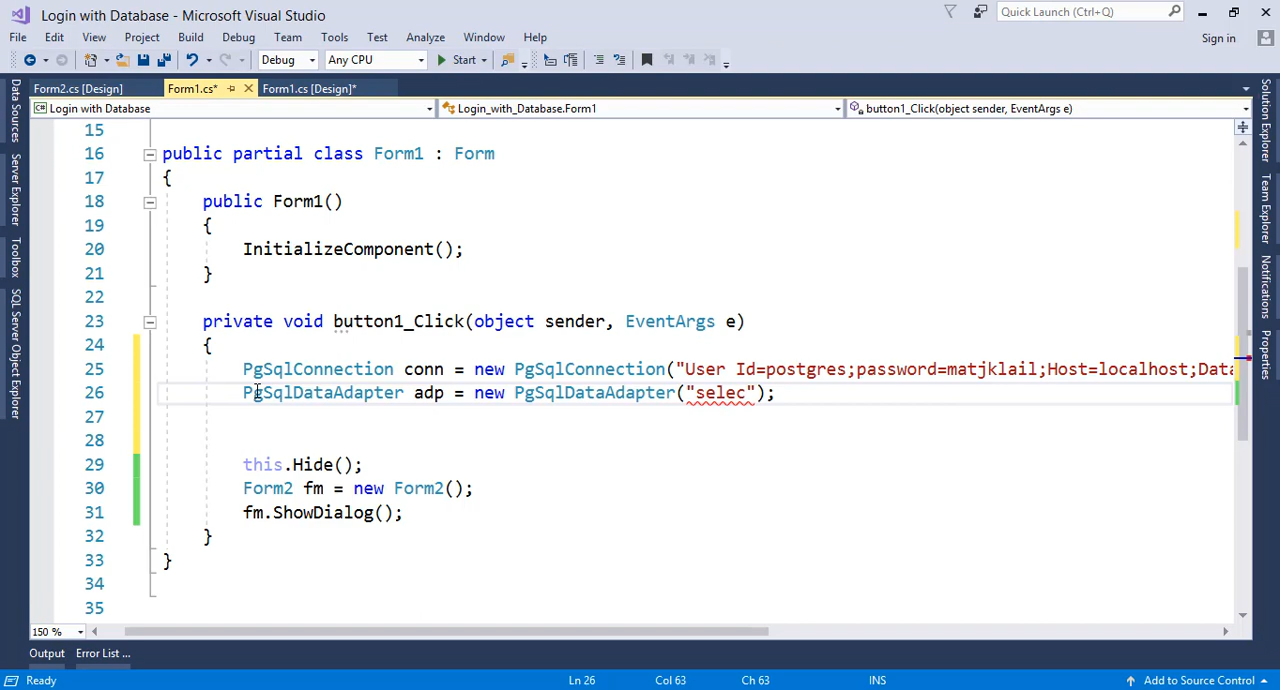 Login with Database - Microsoft Visual Studio
Quick Launch (Ctrl+Q)
File Edit View Project Build Debug Team Tools Test Analyze Window Help
Sign in
Debug Any CPU Start
Form2.cs [Design] Form1.cs* Form1.cs [Design]*
C# Login with Database Login_with_Database.Form1 button1_Click(object sender, EventArgs e)
Data Sources
Server Explorer
Toolbox
SQL Server Object Explorer
15
16 public partial class Form1 : Form
17 {
18 public Form1()
19 {
20 InitializeComponent();
21 }
22
23 private void button1_Click(object sender, EventArgs e)
24 {
25 PgSqlConnection conn = new PgSqlConnection("User Id=postgres;password=matjklail;Host=localhost;Data
26 PgSqlDataAdapter adp = new PgSqlDataAdapter("selec");
27
28
29 this.Hide();
30 Form2 fm = new Form2();
31 fm.ShowDialog();
32 }
33 }
34
35
Solution Explorer
Team Explorer
Notifications
Properties
150 %
Output Error List ...
Ready Ln 26 Col 63 Ch 63 INS Add to Source Control